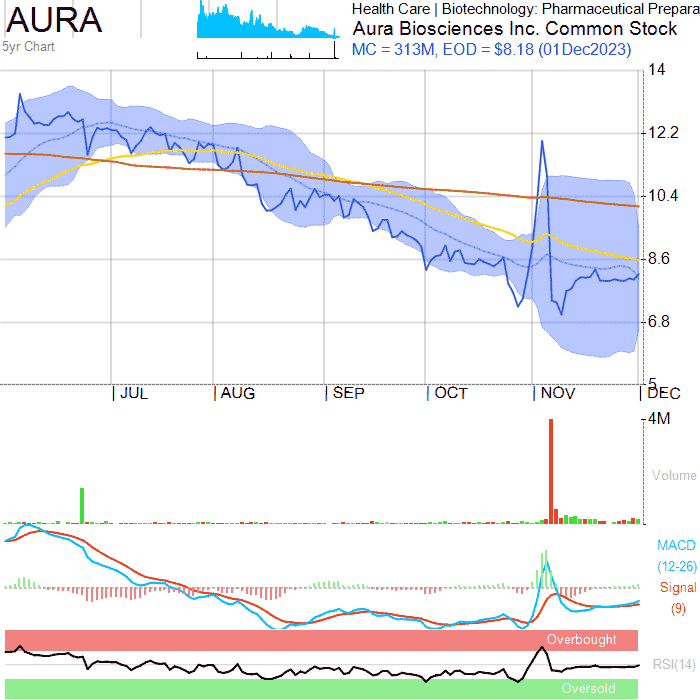 AURA
5yr Chart
Health Care | Biotechnology: Pharmaceutical Prepara
Aura Biosciences Inc. Common Stock
MC = 313M, EOD = $8.18 (01Dec2023)
14
12.2
10.4
8.6
6.8
5
JUL
AUG
SEP
OCT
NOV
DEC
4M
Volume
MACD
(12-26)
Signal
(9)
Overbought
RSI(14)
Oversold